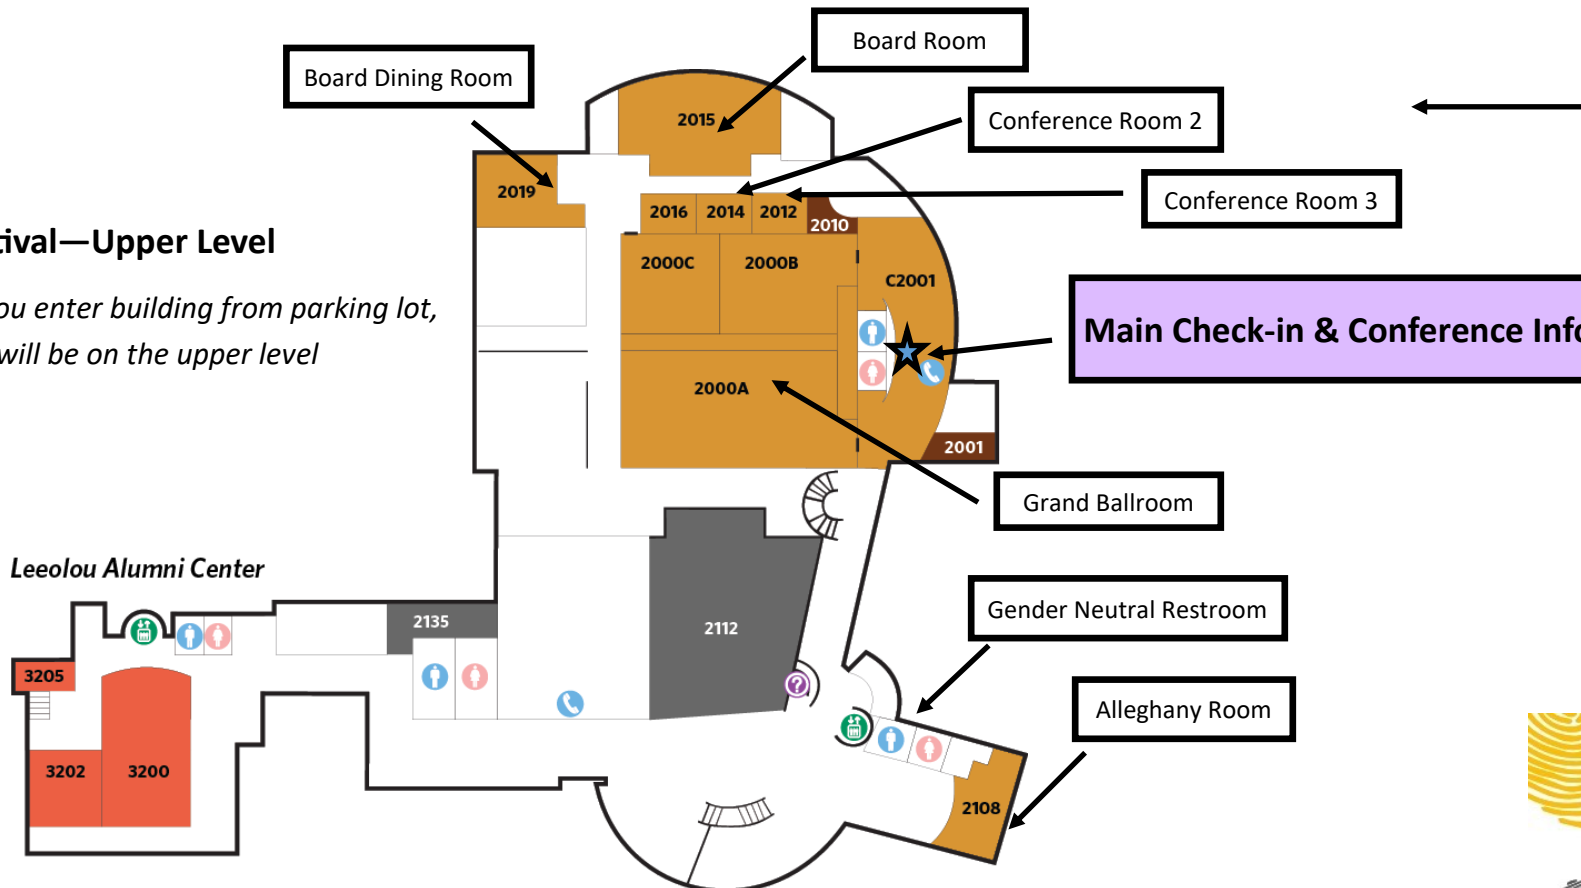 Board Room
Board Dining Room
Conference Room 2
2015
2019
Conference Room 3
2016
2014
2012
2010
tival—Upper Level
2000C
2000B
C2001
ou enter building from parking lot,
Main Check-in & Conference Info
will be on the upper level
2000A
2001
Grand Ballroom
Leeolou Alumni Center
Gender Neutral Restroom
2135
2112
3205
?
Alleghany Room
3202
3200
2108